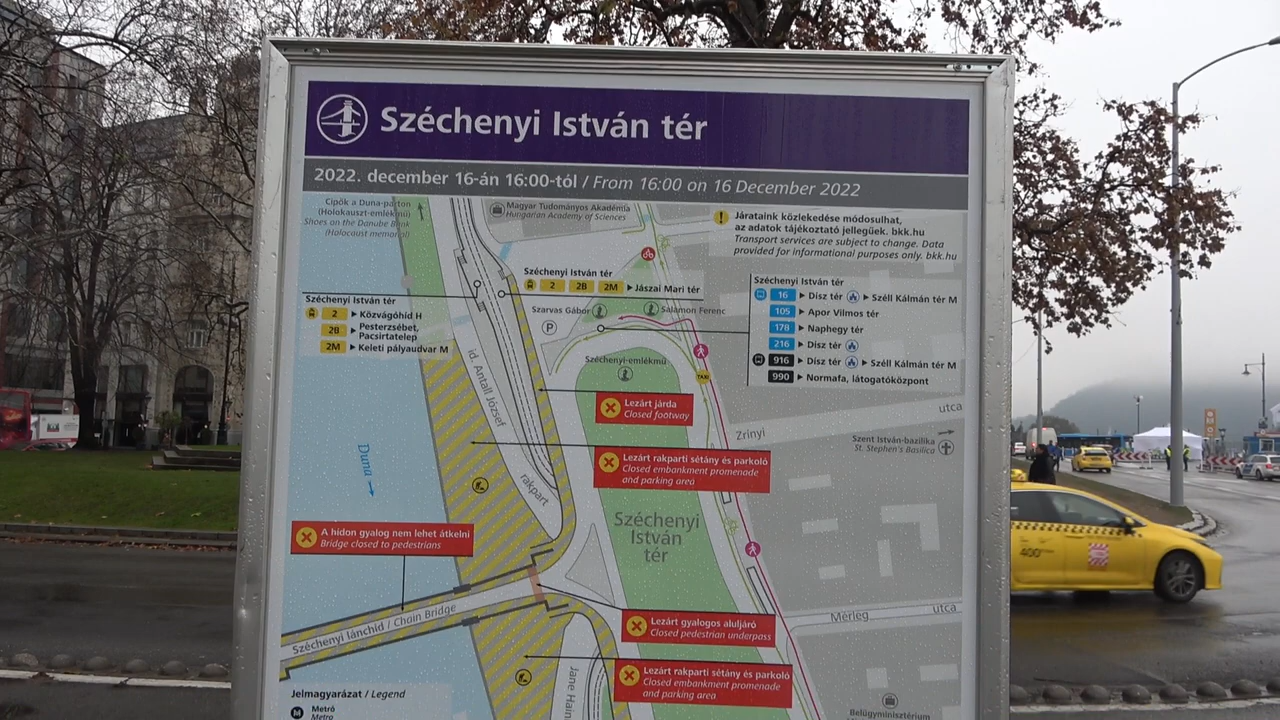 Széchenyi István tér
2022. december 16-án 16:00-tól / From 16:00 on 16 December 2022
Cipők a Duna-parton
(Holokauszt-emlékmű)
Shoes on the Danube Bank
(Holocaust memorial)
Magyar Tudományos Akadémia
Hungarian Academy of Sciences
! Járataink közlekedése módosulhat,
az adatok tájékoztató jellegűek. bkk.hu
Transport services are subject to change. Data
provided for informational purposes only. bkk.hu
Széchenyi István tér
2 2B 2M Jászai Mari tér
Széchenyi István tér
2 Közvágóhíd H
2B Pesterzsébet,
Pacsirtatelep
2M Keleti pályaudvar M
Széchenyi István tér
16 Dísz tér Széll Kálmán tér M
105 Apor Vilmos tér
178 Naphegy tér
216 Dísz tér
916 Dísz tér Széll Kálmán tér M
990 Normafa, látogatóközpont
Szarvas Gábor
Salamon Ferenc
P
Széchenyi-emlékmű
TAXI
id. Antall József
rakpart
Duna
Lezárt járda
Closed footway
Zrínyi utca
Szent István-bazilika
St. Stephen's Basilica
Lezárt rakparti sétány és parkoló
Closed embankment promenade
and parking area
Széchenyi
István
tér
A hídon gyalog nem lehet átkelni
Bridge closed to pedestrians
Széchenyi lánchíd / Chain Bridge
Mérleg utca
Lezárt gyalogos aluljáró
Closed pedestrian underpass
Lezárt rakparti sétány és parkoló
Closed embankment promenade
and parking area
Jane Hain
Jelmagyarázat / Legend
M Metró
Metro
Belügyminisztérium
400